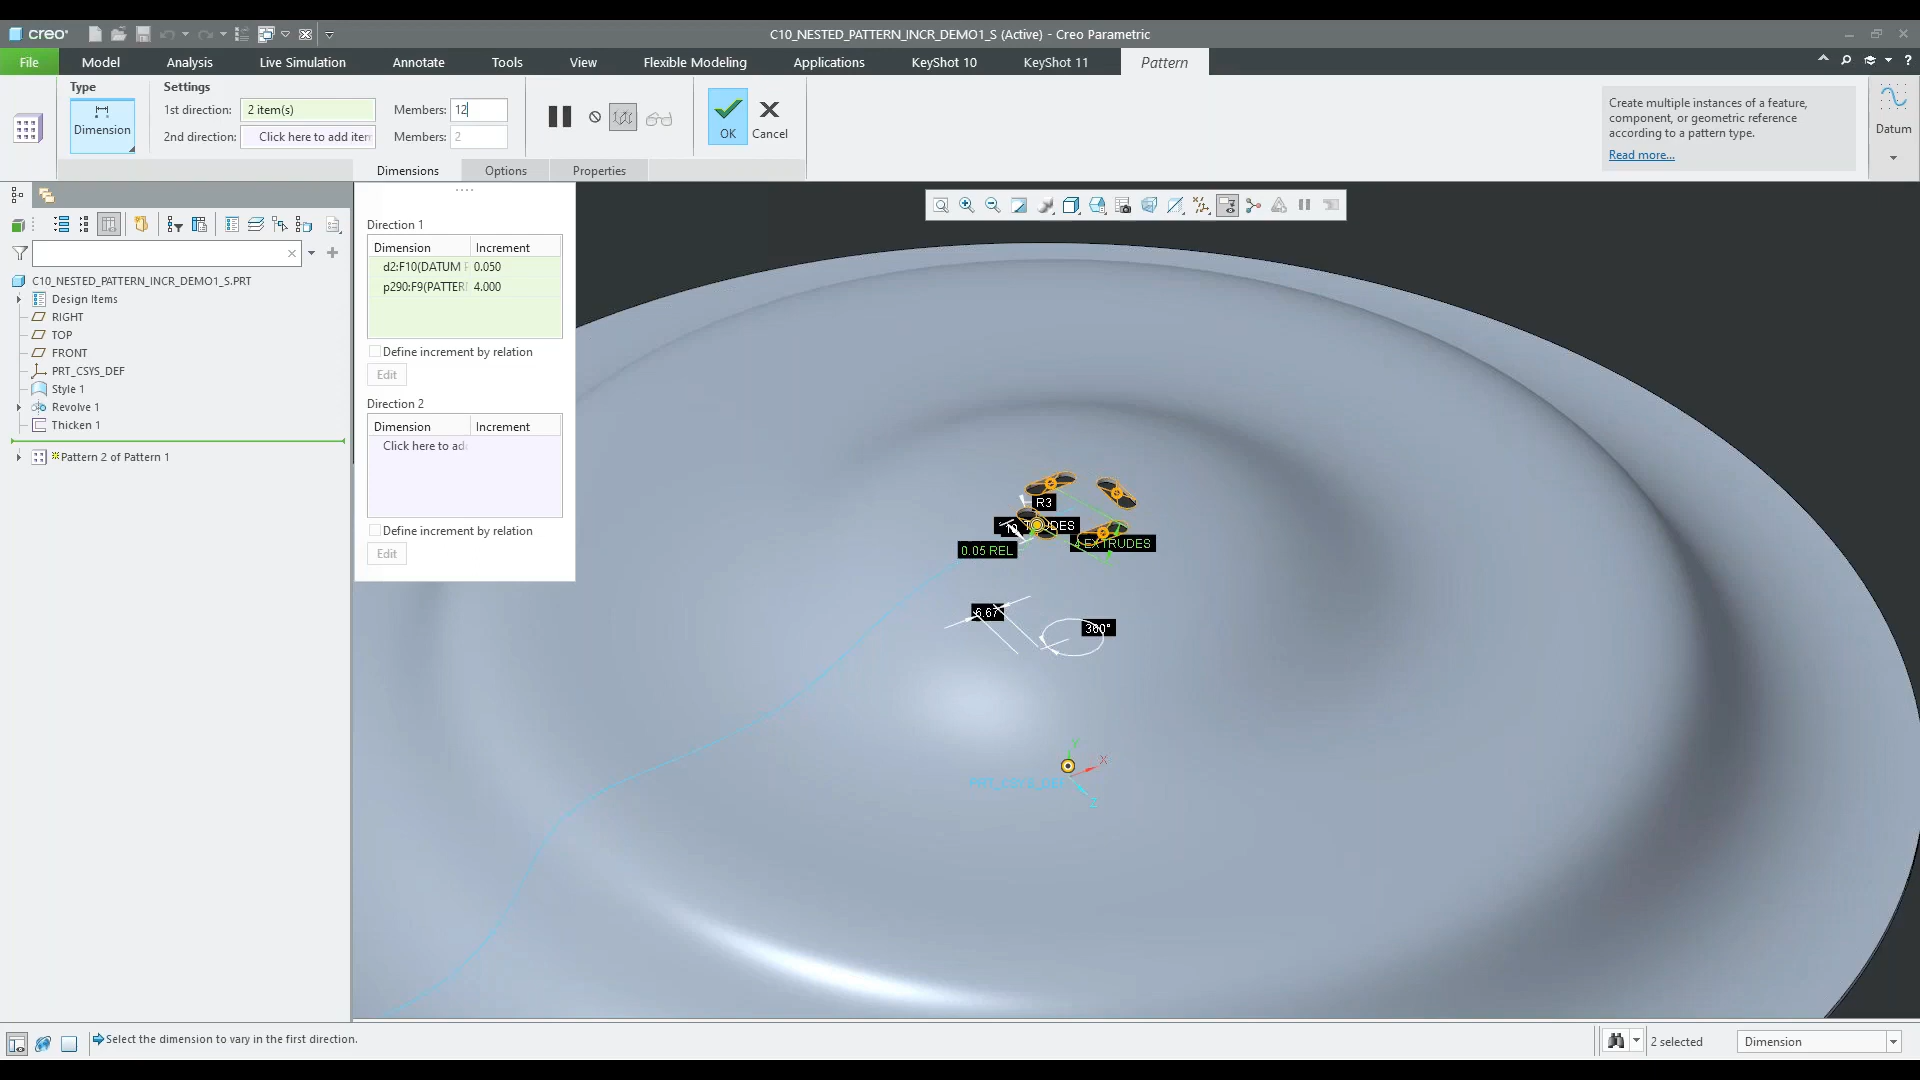 creo®
C10_NESTED_PATTERN_INCR_DEMO1_S (Active) - Creo Parametric
File Model Analysis Live Simulation Annotate Tools View Flexible Modeling Applications KeyShot 10 KeyShot 11 Pattern
Type
Dimension
Settings
1st direction: 2 item(s) Members: 12
2nd direction: Click here to add item Members: 2
OK
Cancel
Create multiple instances of a feature,
component, or geometric reference
according to a pattern type.
Read more...
Datum
Dimensions Options Properties
Direction 1
Dimension Increment
d2:F10(DATUM 0.050
p290:F9(PATTER 4.000
Define increment by relation
Edit
Direction 2
Dimension Increment
Click here to add
Define increment by relation
Edit
C10_NESTED_PATTERN_INCR_DEMO1_S.PRT
Design Items
RIGHT
TOP
FRONT
PRT_CSYS_DEF
Style 1
Revolve 1
Thicken 1
Pattern 2 of Pattern 1
R3
10
0.05 REL
4 EXTRUDES
6.67
360°
Y
X
PRT_CSYS_DEF
Z
Select the dimension to vary in the first direction.
2 selected
Dimension